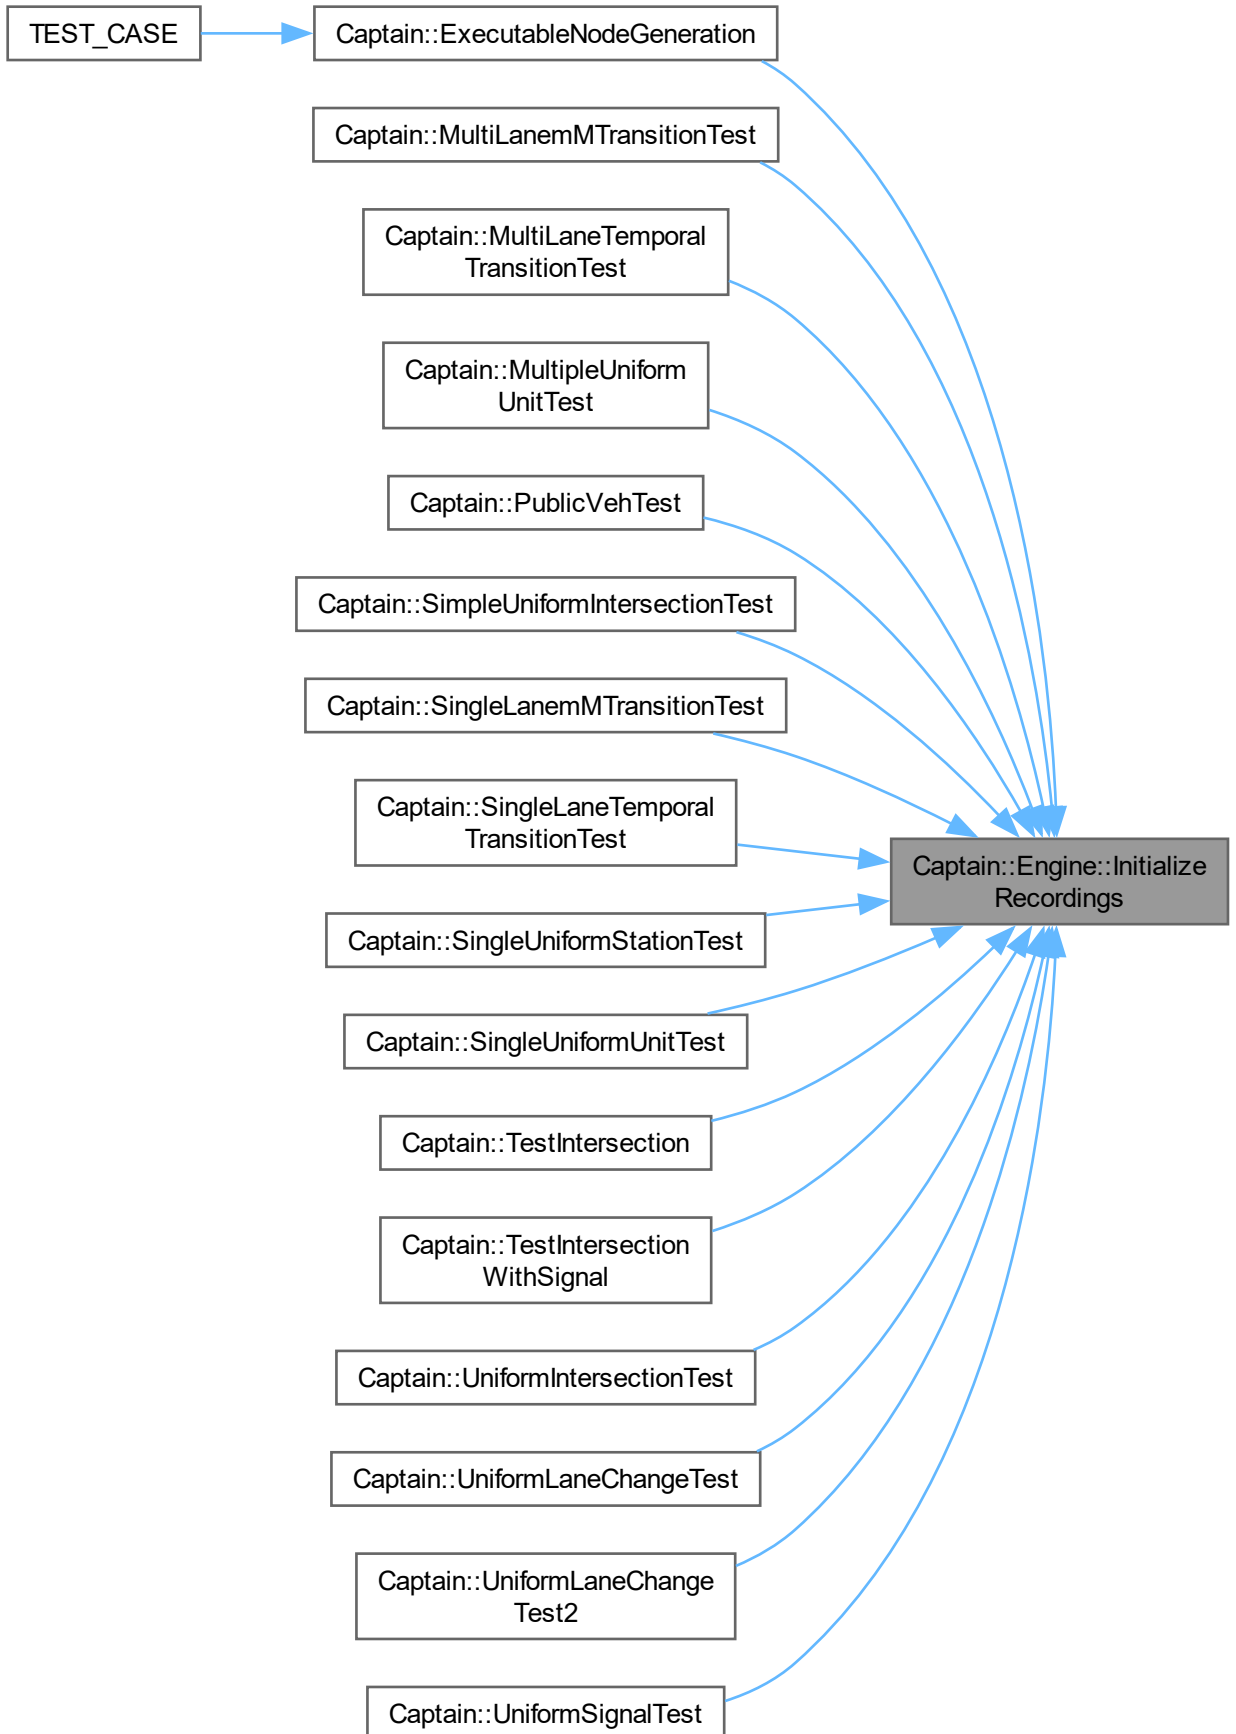 TEST_CASE
Captain::ExecutableNodeGeneration
Captain::MultiLanemMTransitionTest
Captain::MultiLaneTemporal
TransitionTest
Captain::MultipleUniform
UnitTest
Captain::PublicVehTest
Captain::SimpleUniformIntersectionTest
Captain::SingleLanemMTransitionTest
Captain::SingleLaneTemporal
TransitionTest
Captain::Engine::Initialize
Recordings
Captain::SingleUniformStationTest
Captain::SingleUniformUnitTest
Captain::TestIntersection
Captain::TestIntersection
WithSignal
Captain::UniformIntersectionTest
Captain::UniformLaneChangeTest
Captain::UniformLaneChange
Test2
Captain::UniformSignalTest